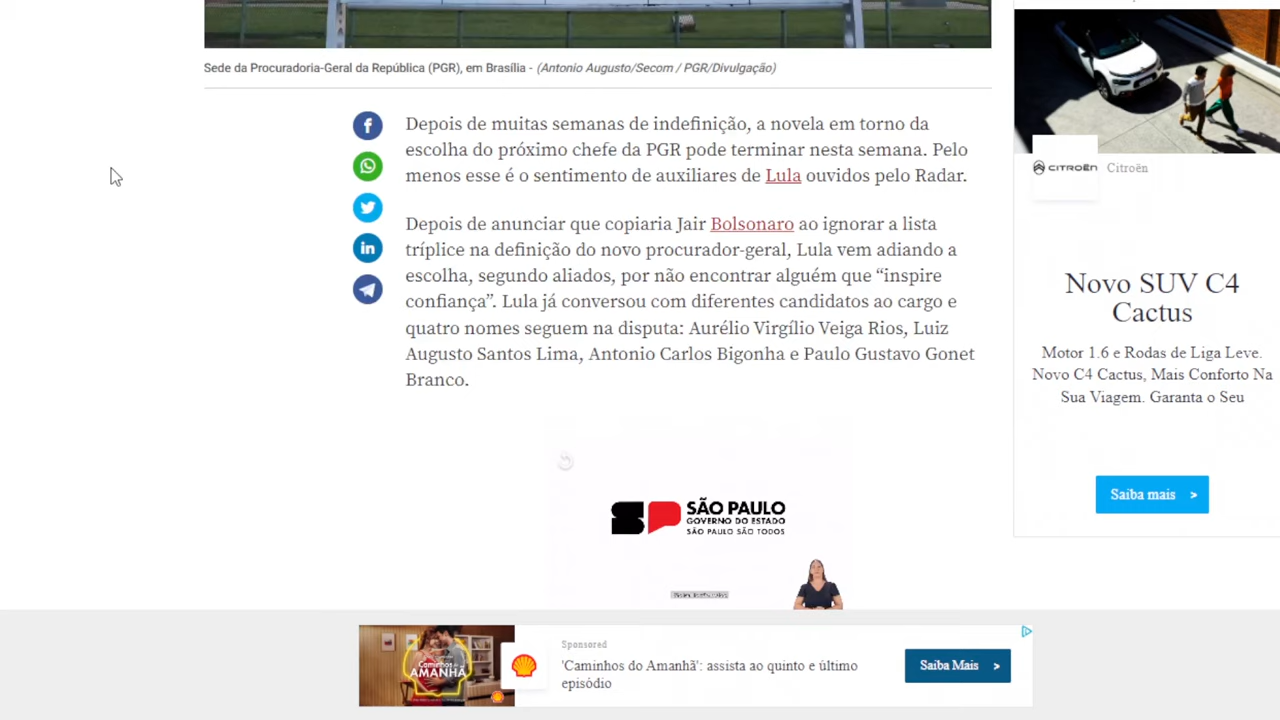 Sede da Procuradoria-Geral da República (PGR), em Brasília - (Antonio Augusto/Secom / PGR/Divulgação)
Depois de muitas semanas de indefinição, a novela em torno da
escolha do próximo chefe da PGR pode terminar nesta semana. Pelo
menos esse é o sentimento de auxiliares de Lula ouvidos pelo Radar.
Depois de anunciar que copiaria Jair Bolsonaro ao ignorar a lista
tríplice na definição do novo procurador-geral, Lula vem adiando a
escolha, segundo aliados, por não encontrar alguém que “inspire
confiança”. Lula já conversou com diferentes candidatos ao cargo e
quatro nomes seguem na disputa: Aurélio Virgílio Veiga Rios, Luiz
Augusto Santos Lima, Antonio Carlos Bigonha e Paulo Gustavo Gonet
Branco.
SP SÃO PAULO
GOVERNO DO ESTADO
SÃO PAULO SÃO TODOS
CITROËN Citroën
Novo SUV C4
Cactus
Motor 1.6 e Rodas de Liga Leve.
Novo C4 Cactus, Mais Conforto Na
Sua Viagem. Garanta o Seu
Saiba mais >
Caminhos do
AMANHÃ
Sponsored
'Caminhos do Amanhã': assista ao quinto e último
episódio
Saiba Mais >